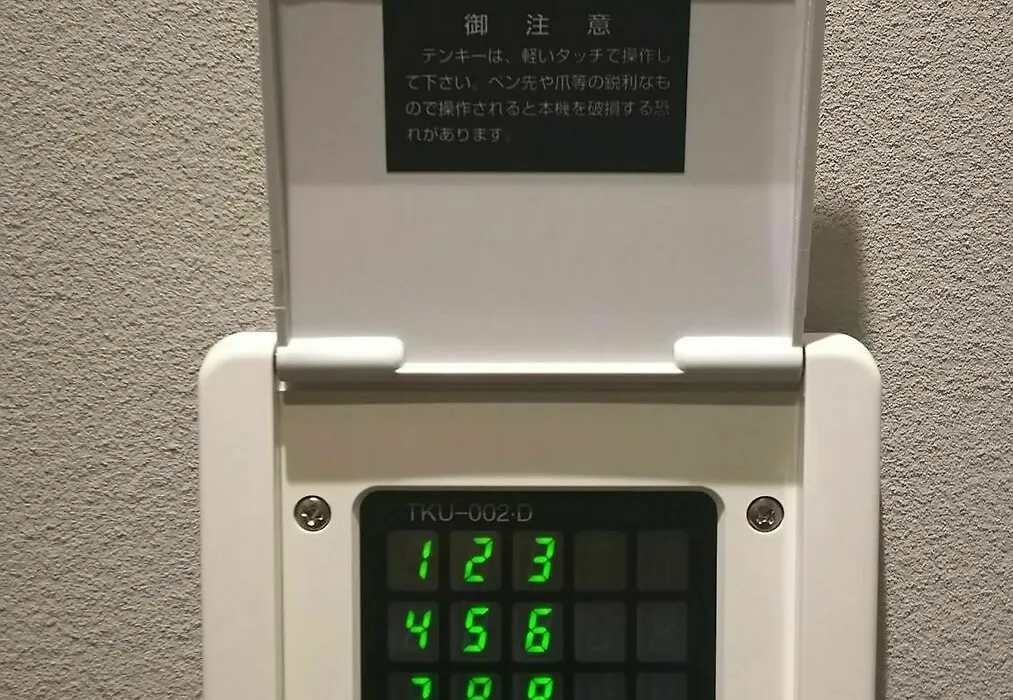 御 注 意
テンキーは、軽いタッチで操作し
て下さい。ペン先や爪等の鋭利なも
ので操作されると本機を破損する恐
れがあります。
TKU-002·D
1 2 3
4 5 6
7 8 9